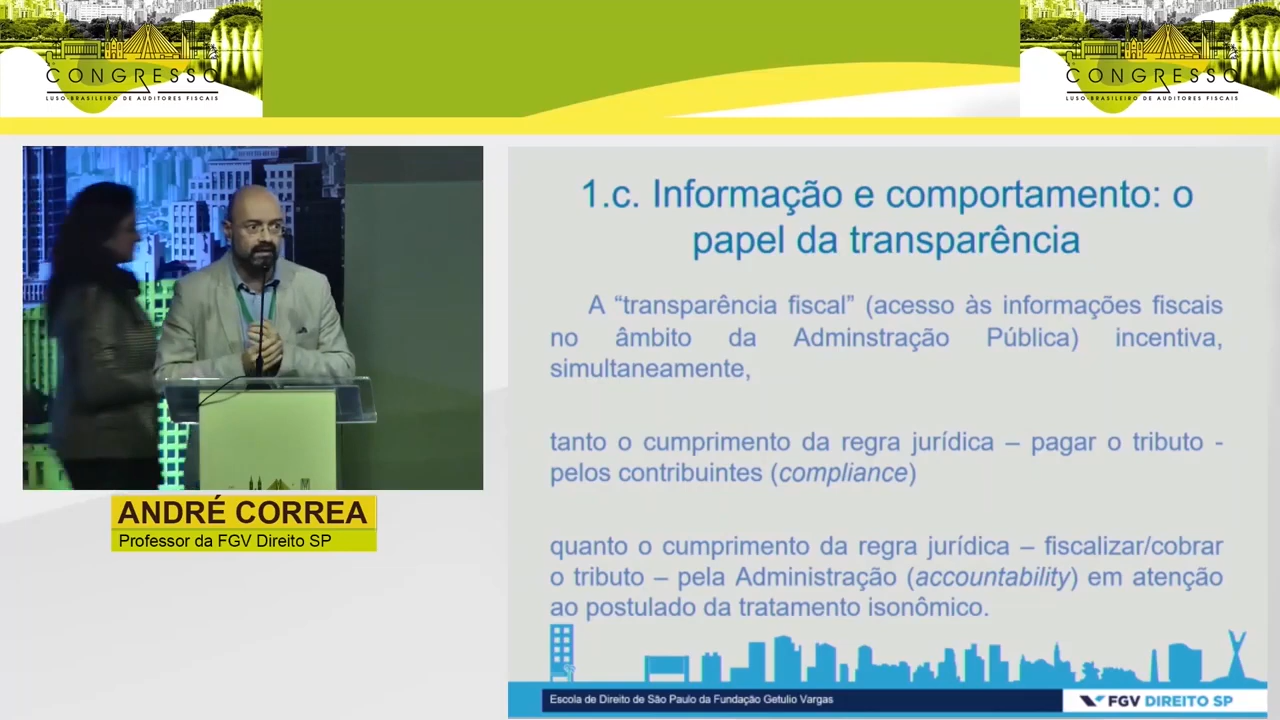 CONGRESSO
LUSO-BRASILEIRO DE AUDITORES FISCAIS
CONGRESSO
LUSO-BRASILEIRO DE AUDITORES FISCAIS
1.c. Informação e comportamento: o
papel da transparência
A “transparência fiscal” (acesso às informações fiscais
no âmbito da Adminstração Pública) incentiva,
simultaneamente,
tanto o cumprimento da regra jurídica – pagar o tributo -
pelos contribuintes (compliance)
quanto o cumprimento da regra jurídica – fiscalizar/cobrar
o tributo – pela Administração (accountability) em atenção
ao postulado da tratamento isonômico.
ANDRÉ CORREA
Professor da FGV Direito SP
Escola de Direito de São Paulo da Fundação Getulio Vargas
FGV DIREITO SP